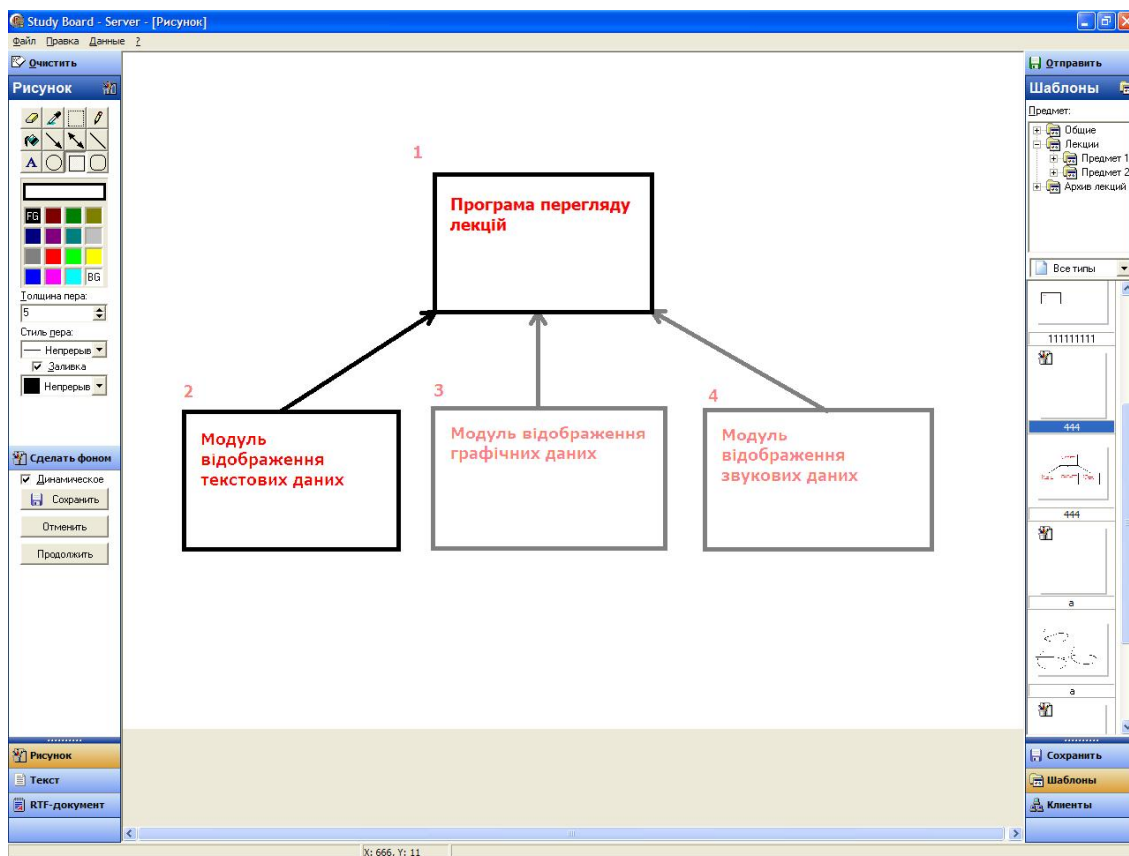 Study Board - Server - [Рисунок]
Файл Правка Данные ?
Очистить
Рисунок
A
FG
BG
Толщина пера:
5
Стиль пера:
Непрерыв
Заливка
Непрерыв
Сделать фоном
Динамическое
Сохранить
Отменить
Продолжить
Рисунок
Текст
RTF-документ
1
Програма перегляду
лекцій
2
Модуль
відображення
текстових даних
3
Модуль відображення
графічних даних
4
Модуль
відображення
звукових даних
Отправить
Шаблоны
Предмет:
Общие
Лекции
Предмет 1
Предмет 2
Архив лекций
Все типы
111111111
444
444
a
a
Сохранить
Шаблоны
Клиенты
X: 666, Y: 11